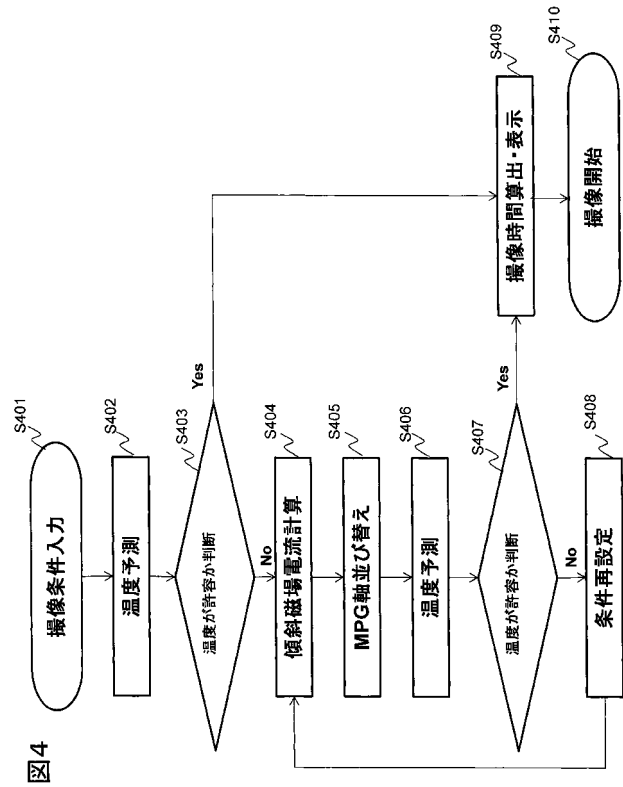 図4
撮像条件入力
S401
温度予測
S402
温度が許容か判断
S403
Yes
No
傾斜磁場電流計算
S404
MPG軸並び替え
S405
温度予測
S406
温度が許容か判断
S407
Yes
No
条件再設定
S408
撮像時間算出・表示
S409
撮像開始
S410